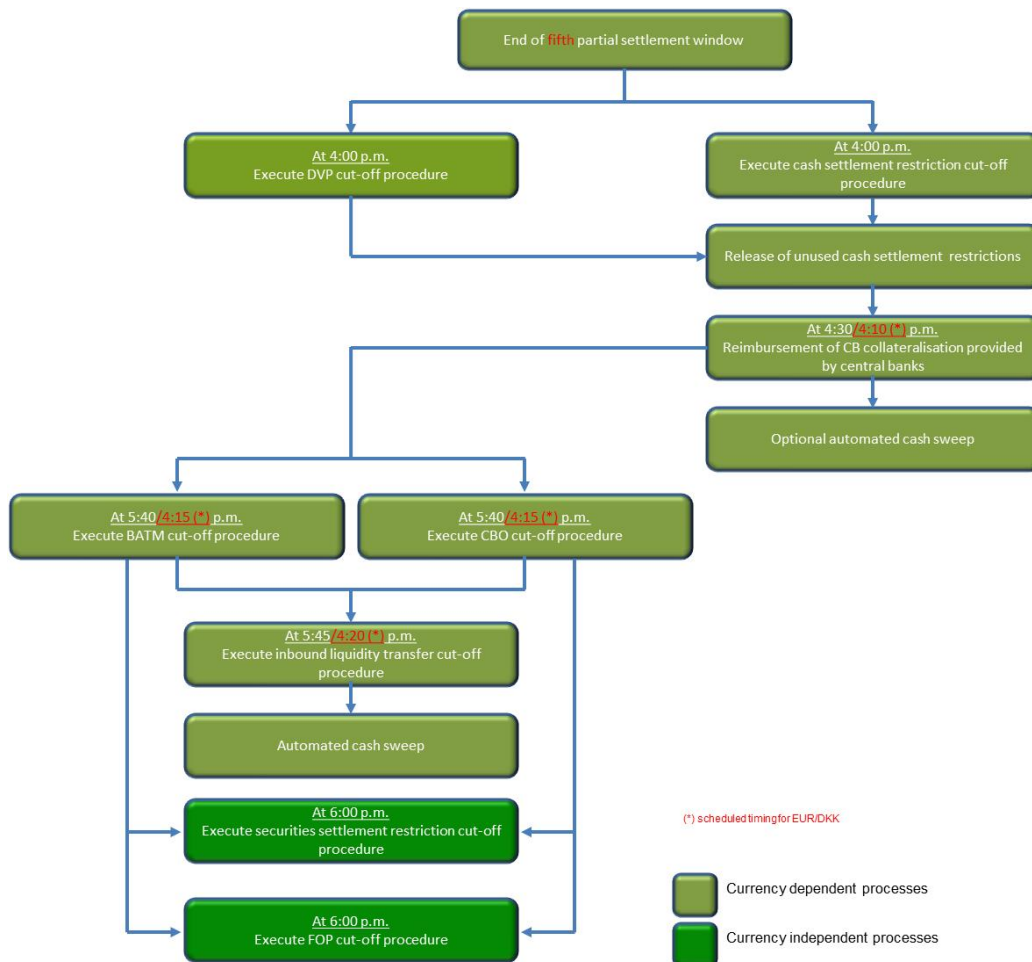 End of fifth partial settlement window
At 4:00 p.m.
Execute DVP cut-off procedure
At 4:00 p.m.
Execute cash settlement restriction cut-off
procedure
Release of unused cash settlement restrictions
At 4:30/4:10 (*) p.m.
Reimbursement of CB collateralisation provided
by central banks
Optional automated cash sweep
At 5:40/4:15 (*) p.m.
Execute BATM cut-off procedure
At 5:40/4:15 (*) p.m.
Execute CBO cut-off procedure
At 5:45/4:20 (*) p.m.
Execute inbound liquidity transfer cut-off
procedure
Automated cash sweep
At 6:00 p.m.
Execute securities settlement restriction cut-off
procedure
(*) scheduled timing for EUR/DKK
At 6:00 p.m.
Execute FOP cut-off procedure
Currency dependent processes
Currency independent processes